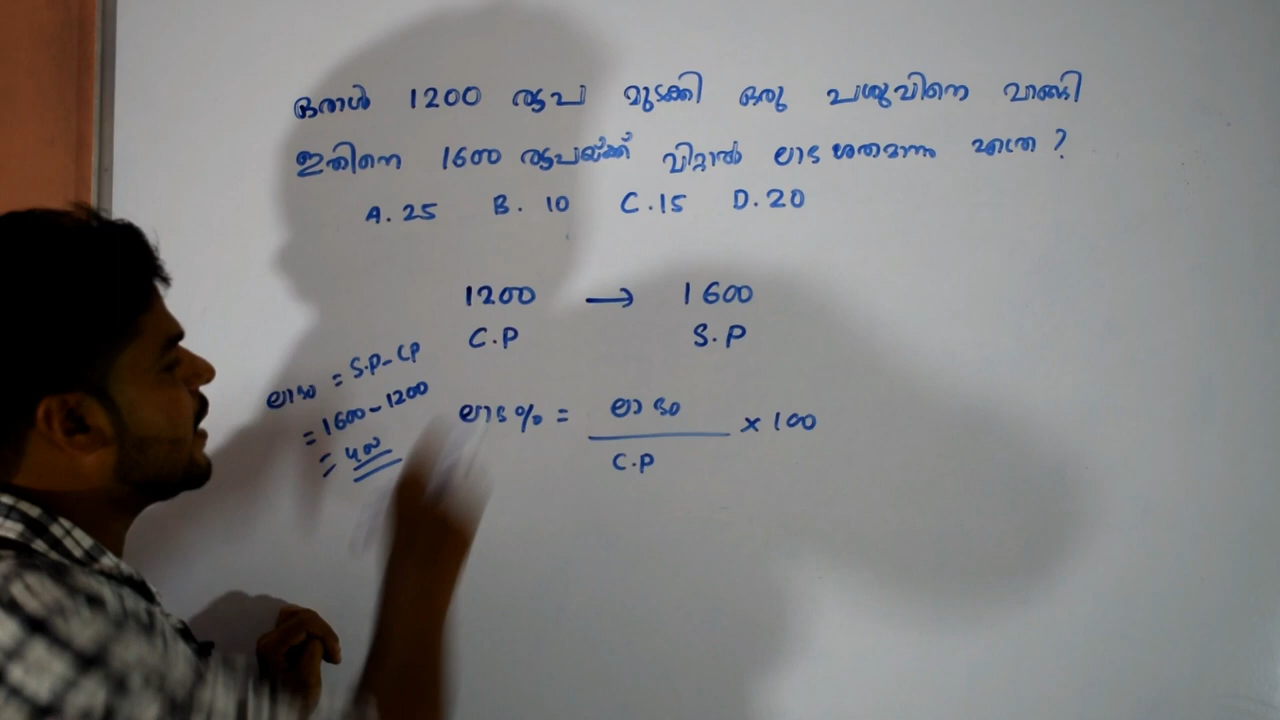 ഒരാൾ 1200 രൂപ മുടക്കി ഒരു പശുവിനെ വാങ്ങി
ഇതിനെ 1600 രൂപയ്ക്ക് വിറ്റാൽ ലാഭ ശതമാനം എത്ര ?
A. 25 B. 10 C. 15 D. 20
1200 → 1600
C.P S.P
ലാഭം = S.P - CP
= 1600 - 1200
= 400
ലാഭ % = ലാഭം / C.P × 100